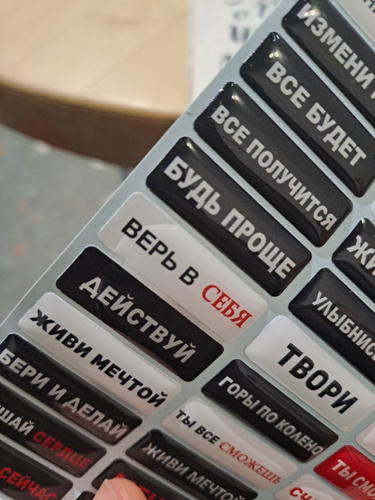 ИЗМЕНИ
ВСЕ БУДЕТ
ВСЕ ПОЛУЧИТСЯ
БУДЬ ПРОЩЕ
ВЕРЬ В СЕБЯ
ДЕЙСТВУЙ
ЖИВИ МЕЧТОЙ
БЕРИ И ДЕЛАЙ
СЕРДЦЕ
СЕЙЧАС
УЛЫБНИСЬ
ТВОРИ
ГОРЫ ПО КОЛЕНО
ТЫ ВСЕ СМОЖЕШЬ
ЖИВИ МЕЧТОЙ
ТЫ